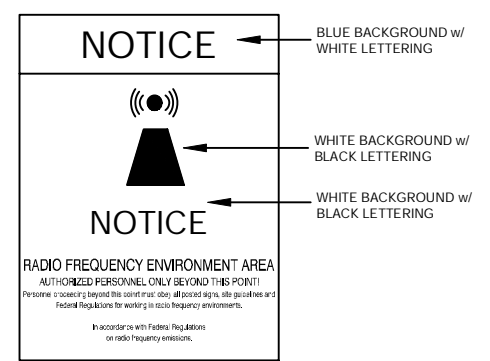 NOTICE
BLUE BACKGROUND w/
WHITE LETTERING
WHITE BACKGROUND w/
BLACK LETTERING
WHITE BACKGROUND w/
BLACK LETTERING
NOTICE
RADIO FREQUENCY ENVIRONMENT AREA
AUTHORIZED PERSONNEL ONLY BEYOND THIS POINT!
Personnel proceeding beyond this point must obey all posted signs, site guidelines and
Federal Regulations for working in radio frequency environments.
In accordance with Federal Regulations
on radio frequency emissions.